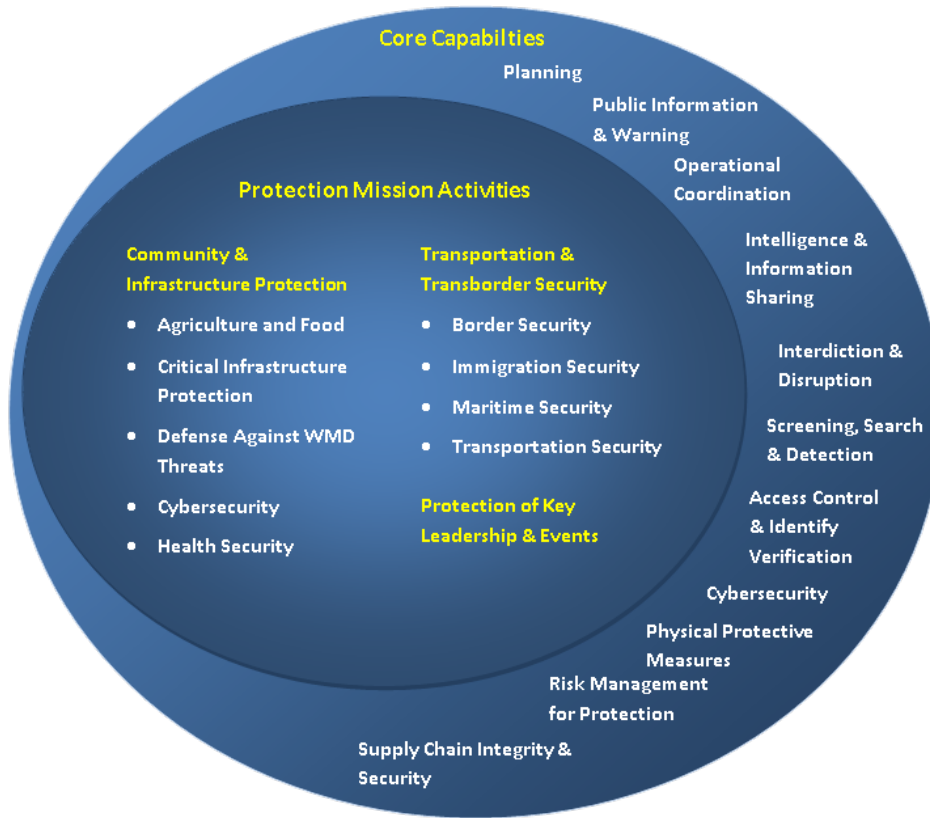 Core Capabilties
Planning
Public Information
& Warning
Operational
Coordination
Intelligence &
Information
Sharing
Interdiction &
Disruption
Screening, Search
& Detection
Access Control
& Identify
Verification
Cybersecurity
Physical Protective
Measures
Risk Management
for Protection
Supply Chain Integrity &
Security
Protection Mission Activities
Community &
Infrastructure Protection
• Agriculture and Food
• Critical Infrastructure
Protection
• Defense Against WMD
Threats
• Cybersecurity
• Health Security
Transportation &
Transborder Security
• Border Security
• Immigration Security
• Maritime Security
• Transportation Security
Protection of Key
Leadership & Events